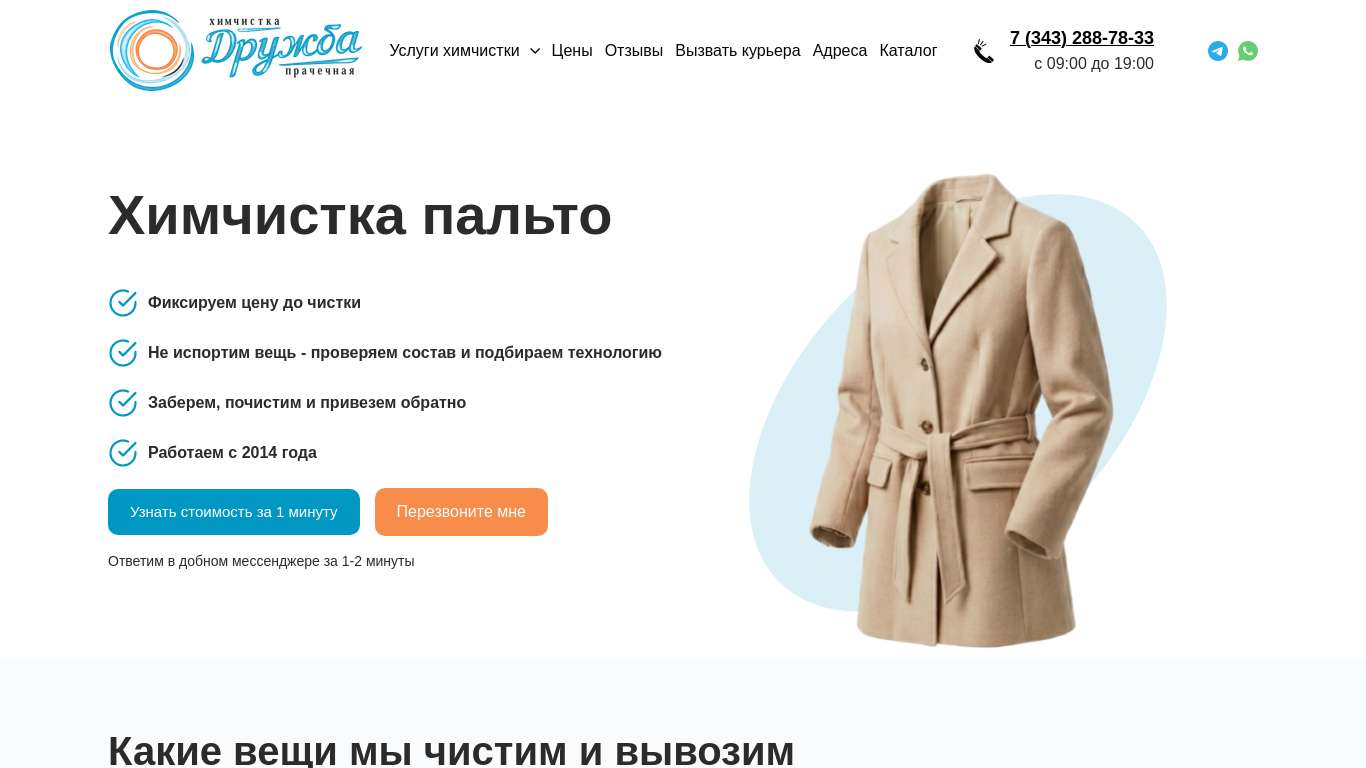 химчистка
Дружба
прачечная
Услуги химчистки
Цены
Отзывы
Вызвать курьера
Адреса
Каталог
7 (343) 288-78-33
с 09:00 до 19:00
Химчистка пальто
Фиксируем цену до чистки
Не испортим вещь - проверяем состав и подбираем технологию
Заберем, почистим и привезем обратно
Работаем с 2014 года
Узнать стоимость за 1 минуту
Перезвоните мне
Ответим в добном мессенджере за 1-2 минуты
Какие вещи мы чистим и вывозим